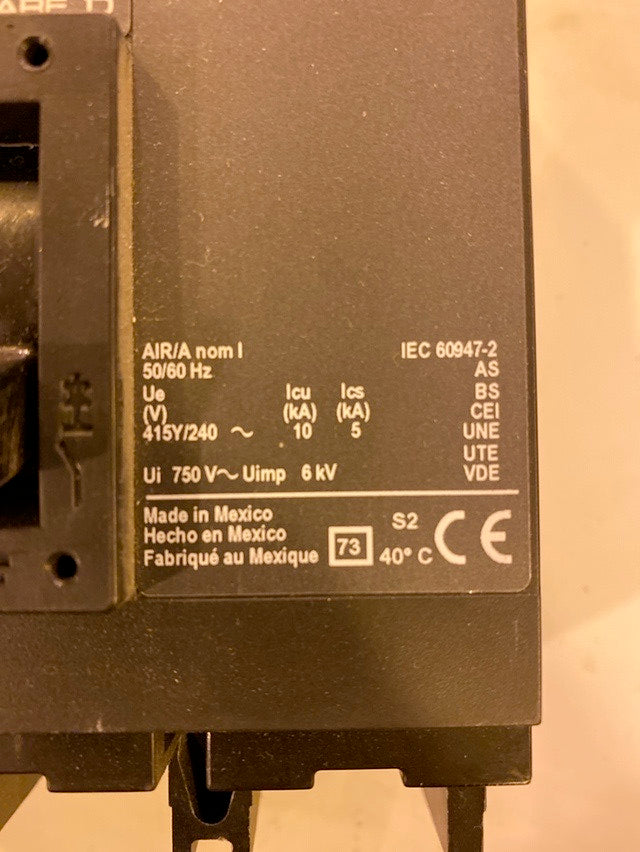 AIR/A nom I
50/60 Hz
Ue Icu Ics
(V) (kA) (kA)
415Y/240 ~ 10 5
Ui 750 V~ Uimp 6 kV
IEC 60947-2
AS
BS
CEI
UNE
UTE
VDE
Made in Mexico
Hecho en Mexico
Fabriqué au Mexique
73
S2
40° C
CE